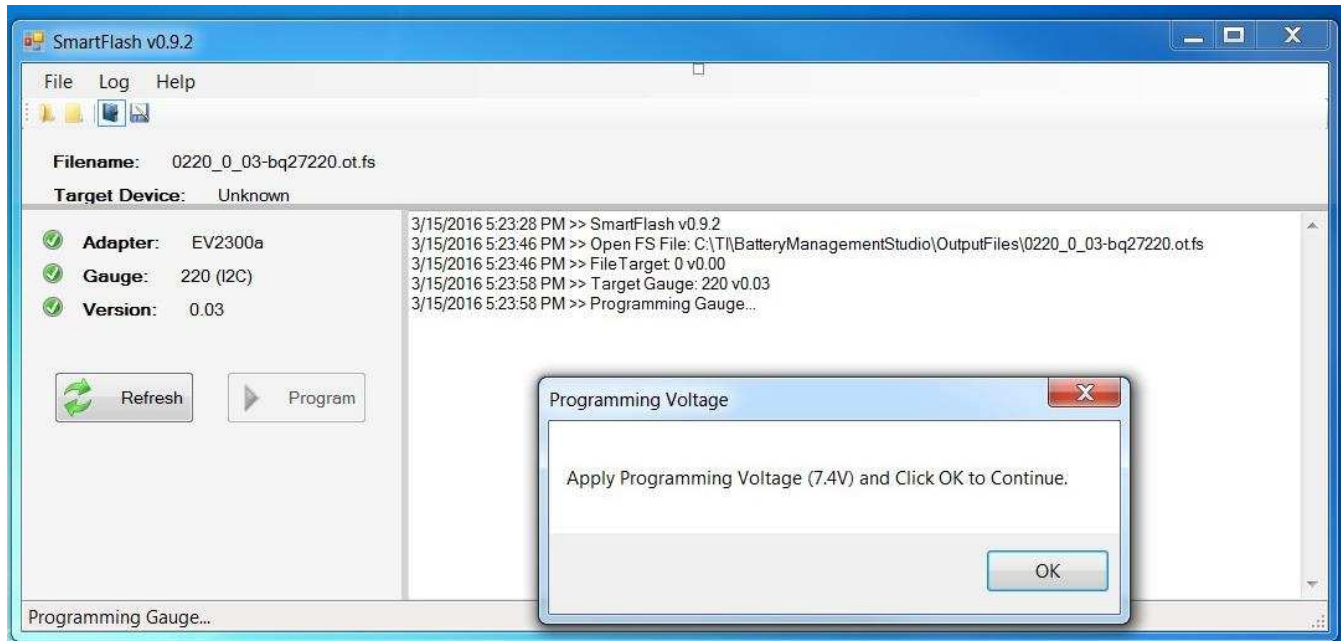 SmartFlash v0.9.2
File Log Help
Filename: 0220_0_03-bq27220.ot.fs
Target Device: Unknown
Adapter: EV2300a
Gauge: 220 (I2C)
Version: 0.03
Refresh
Program
3/15/2016 5:23:28 PM >> SmartFlash v0.9.2
3/15/2016 5:23:46 PM >> Open FS File: C:\TI\BatteryManagementStudio\OutputFiles\0220_0_03-bq27220.ot.fs
3/15/2016 5:23:46 PM >> FileTarget: 0 v0.00
3/15/2016 5:23:58 PM >> Target Gauge: 220 v0.03
3/15/2016 5:23:58 PM >> Programming Gauge...
Programming Voltage
Apply Programming Voltage (7.4V) and Click OK to Continue.
OK
Programming Gauge...